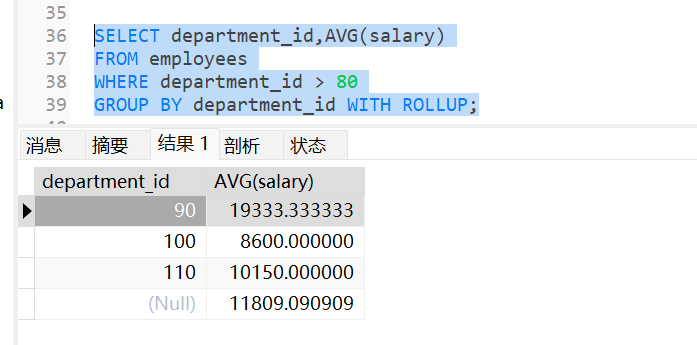 35
36 SELECT department_id,AVG(salary)
37 FROM employees
38 WHERE department_id > 80
39 GROUP BY department_id WITH ROLLUP;
消息 摘要 结果 1 剖析 状态
department_id AVG(salary)
90 19333.333333
100 8600.000000
110 10150.000000
(Null) 11809.090909